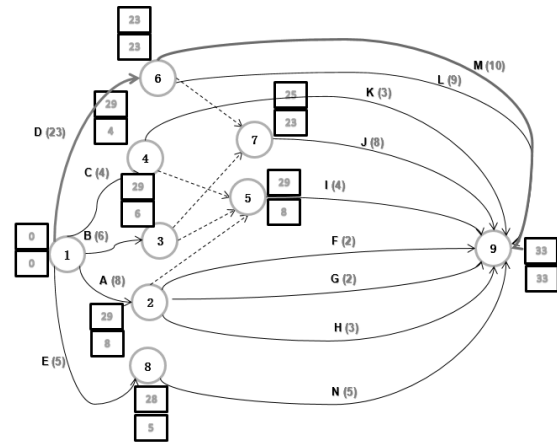 23
23
M (10)
L (9)
6
29
4
25
23
K (3)
D (23)
7
J (8)
4
C (4)
29
6
5
29
8
I (4)
0
0
B (6)
3
1
F (2)
9
33
33
A (8)
G (2)
2
29
8
H (3)
E (5)
8
28
5
N (5)